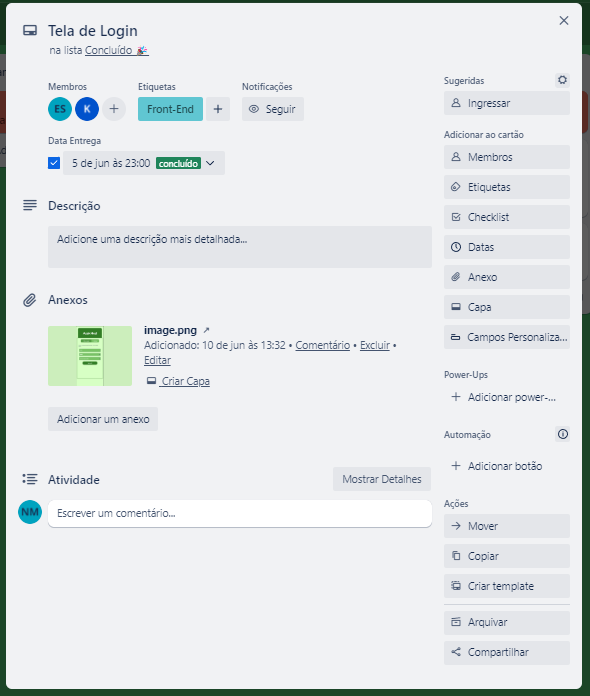 Tela de Login
na lista Concluído 🎉
Membros
Etiquetas
Notificações
ES
K
Front-End
Seguir
Data Entrega
5 de jun às 23:00 concluído
Descrição
Adicione uma descrição mais detalhada...
Anexos
image.png ↗
Adicionado: 10 de jun às 13:32 • Comentário • Excluir •
Editar
Criar Capa
Adicionar um anexo
Atividade
Mostrar Detalhes
NM
Escrever um comentário...
Sugeridas
Ingressar
Adicionar ao cartão
Membros
Etiquetas
Checklist
Datas
Anexo
Capa
Campos Personaliza...
Power-Ups
Adicionar power-...
Automação
Adicionar botão
Ações
Mover
Copiar
Criar template
Arquivar
Compartilhar